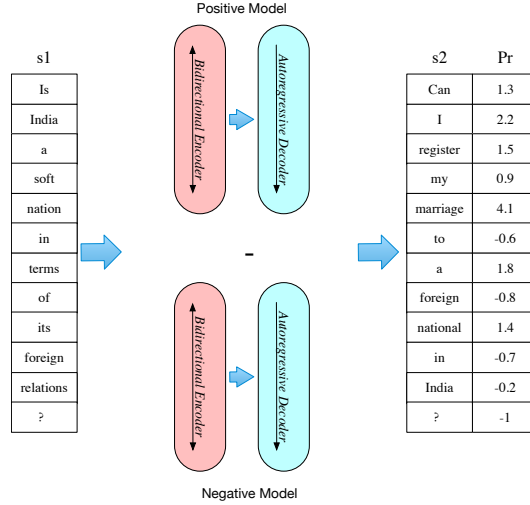 Positive Model
s1
Is
India
a
soft
nation
in
terms
of
its
foreign
relations
?
Bidirectional Encoder
Autoregressive Decoder
-
Bidirectional Encoder
Autoregressive Decoder
Negative Model
s2 Pr
Can 1.3
I 2.2
register 1.5
my 0.9
marriage 4.1
to -0.6
a 1.8
foreign -0.8
national 1.4
in -0.7
India -0.2
? -1